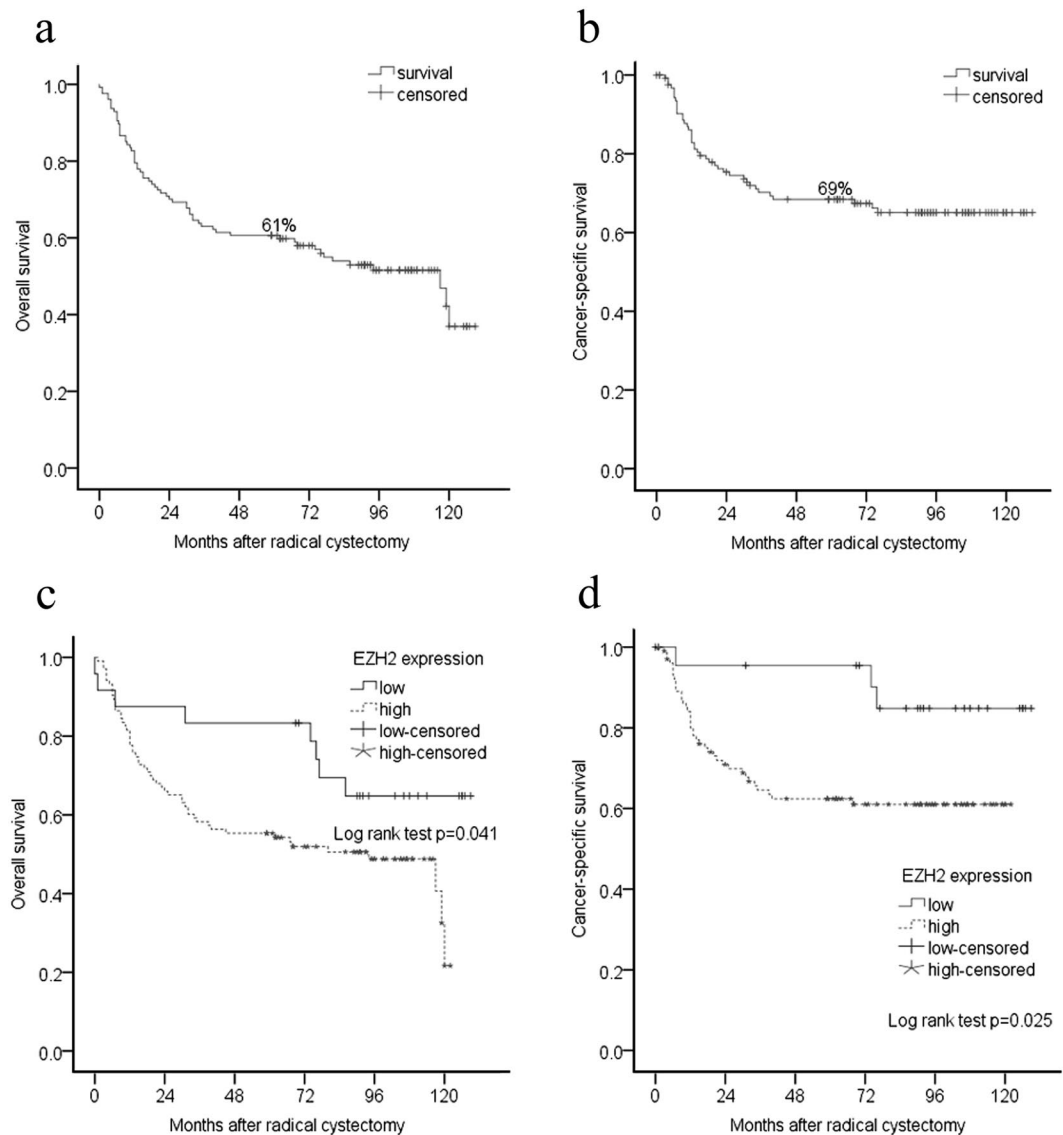 a
survival
censored
1.0
0.8
0.6
0.4
0.2
0.0
61%
Overall survival
0 24 48 72 96 120
Months after radical cystectomy
b
survival
censored
1.0
0.8
0.6
0.4
0.2
0.0
69%
Cancer-specific survival
0 24 48 72 96 120
Months after radical cystectomy
c
EZH2 expression
low
high
low-censored
high-censored
Log rank test p=0.041
1.0
0.8
0.6
0.4
0.2
0.0
Overall survival
0 24 48 72 96 120
Months after radical cystectomy
d
1.0
0.8
0.6
0.4
0.2
0.0
Cancer-specific survival
EZH2 expression
low
high
low-censored
high-censored
Log rank test p=0.025
0 24 48 72 96 120
Months after radical cystectomy